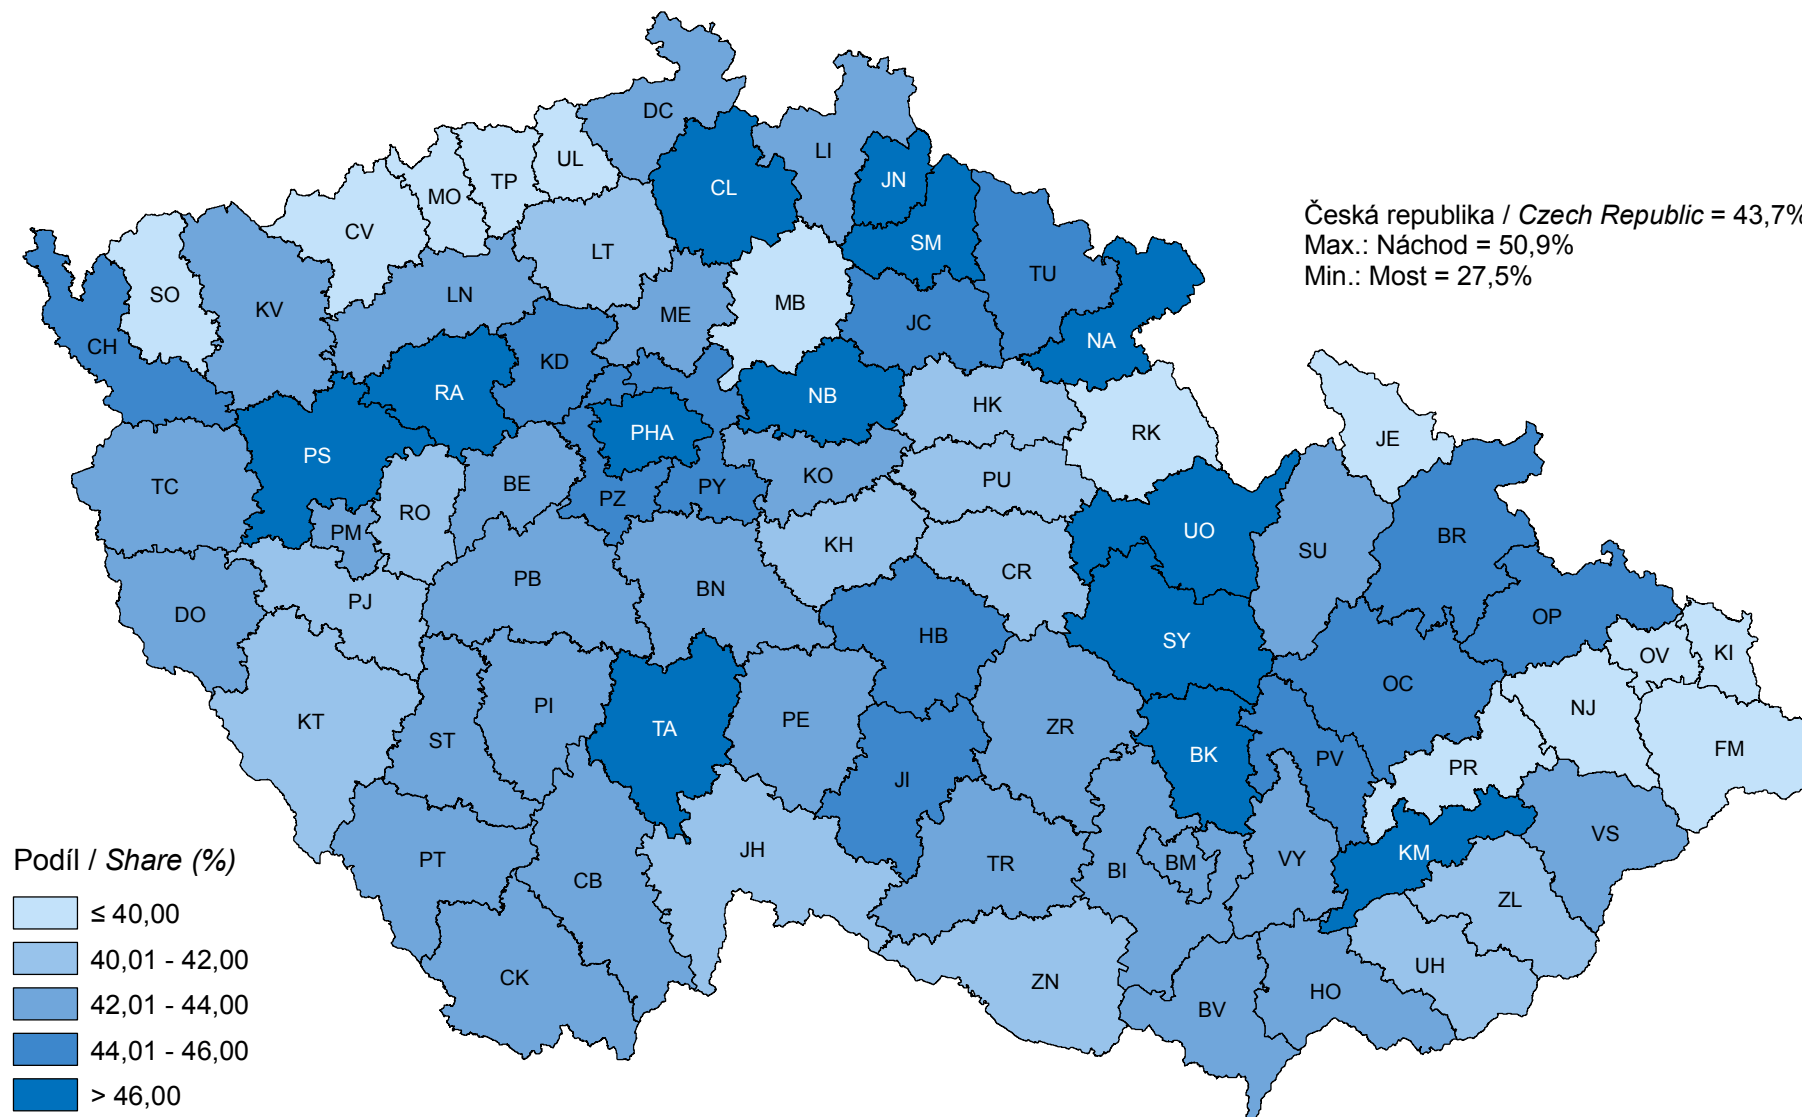 DC
UL
LI
TP
JN
CL
MO
Česká republika / Czech Republic = 43,7%
CV
SM
Max.: Náchod = 50,9%
LT
TU
Min.: Most = 27,5%
SO
LN
MB
KV
ME
JC
NA
CH
KD
RA
NB
HK
PHA
RK
JE
PS
KO
PU
TC
BE
PZ
PY
RO
PM
UO
BR
KH
SU
CR
PB
BN
PJ
DO
OP
HB
SY
OV
KI
OC
PI
KT
TA
PE
NJ
ST
ZR
FM
BK
PV
PR
JI
VS
Podíl / Share (%)
PT
JH
KM
CB
TR
BI
BM
VY
≤ 40,00
ZL
40,01 - 42,00
CK
ZN
UH
42,01 - 44,00
BV
HO
44,01 - 46,00
> 46,00